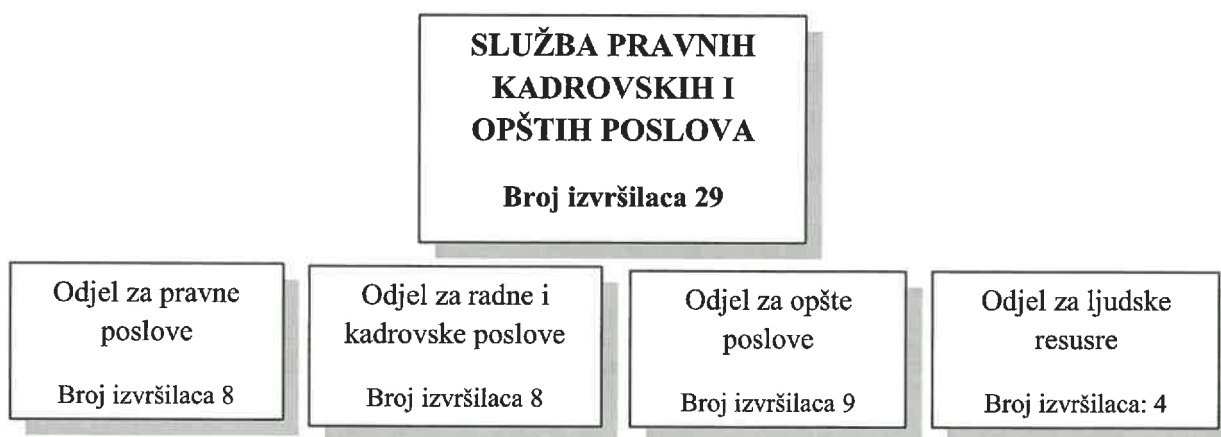 SLUŽBA PRAVNIH
KADROVSKIH I
OPŠTIH POSLOVA
Broj izvršilaca 29
Odjel za pravne
poslove
Broj izvršilaca 8
Odjel za radne i
kadrovske poslove
Broj izvršilaca 8
Odjel za opšte
poslove
Broj izvršilaca 9
Odjel za ljudske
resusre
Broj izvršilaca: 4